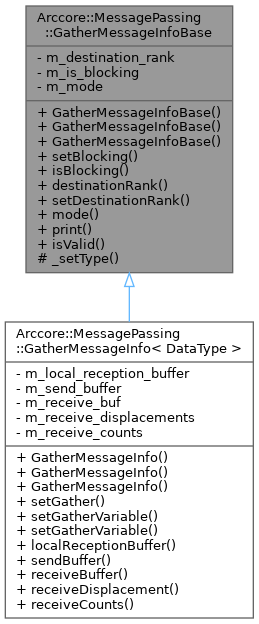 Arccore::MessagePassing
::GatherMessageInfoBase
- m_destination_rank
- m_is_blocking
- m_mode
+ GatherMessageInfoBase()
+ GatherMessageInfoBase()
+ GatherMessageInfoBase()
+ setBlocking()
+ isBlocking()
+ destinationRank()
+ setDestinationRank()
+ mode()
+ print()
+ isValid()
# _setType()
Arccore::MessagePassing
::GatherMessageInfo< DataType >
- m_local_reception_buffer
- m_send_buffer
- m_receive_buf
- m_receive_displacements
- m_receive_counts
+ GatherMessageInfo()
+ GatherMessageInfo()
+ GatherMessageInfo()
+ setGather()
+ setGatherVariable()
+ setGatherVariable()
+ localReceptionBuffer()
+ sendBuffer()
+ receiveBuffer()
+ receiveDisplacement()
+ receiveCounts()